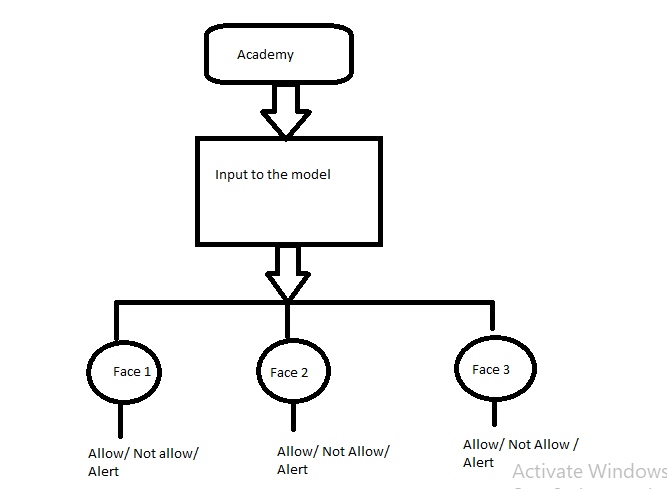 Academy
Input to the model
Face 1
Face 2
Face 3
Allow/ Not allow/
Alert
Allow/ Not Allow/
Alert
Allow/ Not Allow /
Alert
Activate Windows